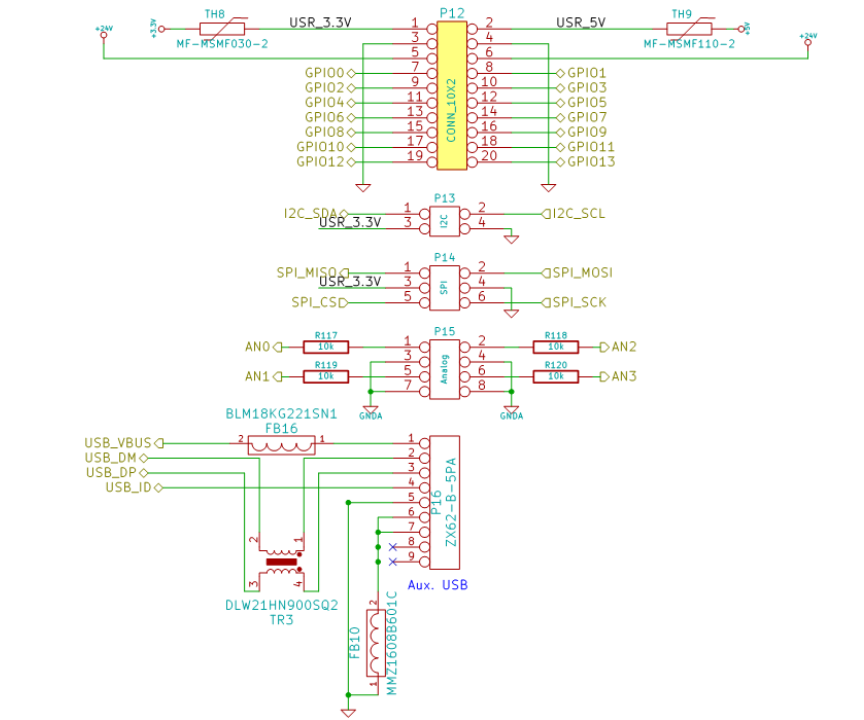 P12
TH8
TH9
+24V
+3.3V
USR_3.3V
1
2
USR_5V
+5V
+24V
MF-MSMF030-2
3
4
MF-MSMF110-2
5
6
GPIO0
7
8
GPIO1
GPIO2
9
10
GPIO3
GPIO4
11
12
GPIO5
GPIO6
13
14
GPIO7
GPIO8
15
16
GPIO9
GPIO10
17
18
GPIO11
GPIO12
19
20
GPIO13
CONN_10X2
P13
I2C_SDA
1
2
I2C_SCL
USR_3.3V
3
4
I2C
P14
SPI_MISO
1
2
SPI_MOSI
USR_3.3V
3
4
SPI_CS
5
6
SPI_SCK
SPI
P15
R117
R118
AN0
10k
1
2
10k
AN2
3
4
R119
R120
AN1
10k
5
6
10k
AN3
7
8
Analog
GNDA
GNDA
BLM18KG221SN1
FB16
USB_VBUS
2
1
1
USB_DM
2
USB_DP
3
USB_ID
4
5
6
7
8
9
P16
ZX62-B-5PA
2
1
3
4
Aux. USB
DLW21HN900SQ2
TR3
2
FB10
MMZ1608B601C
1